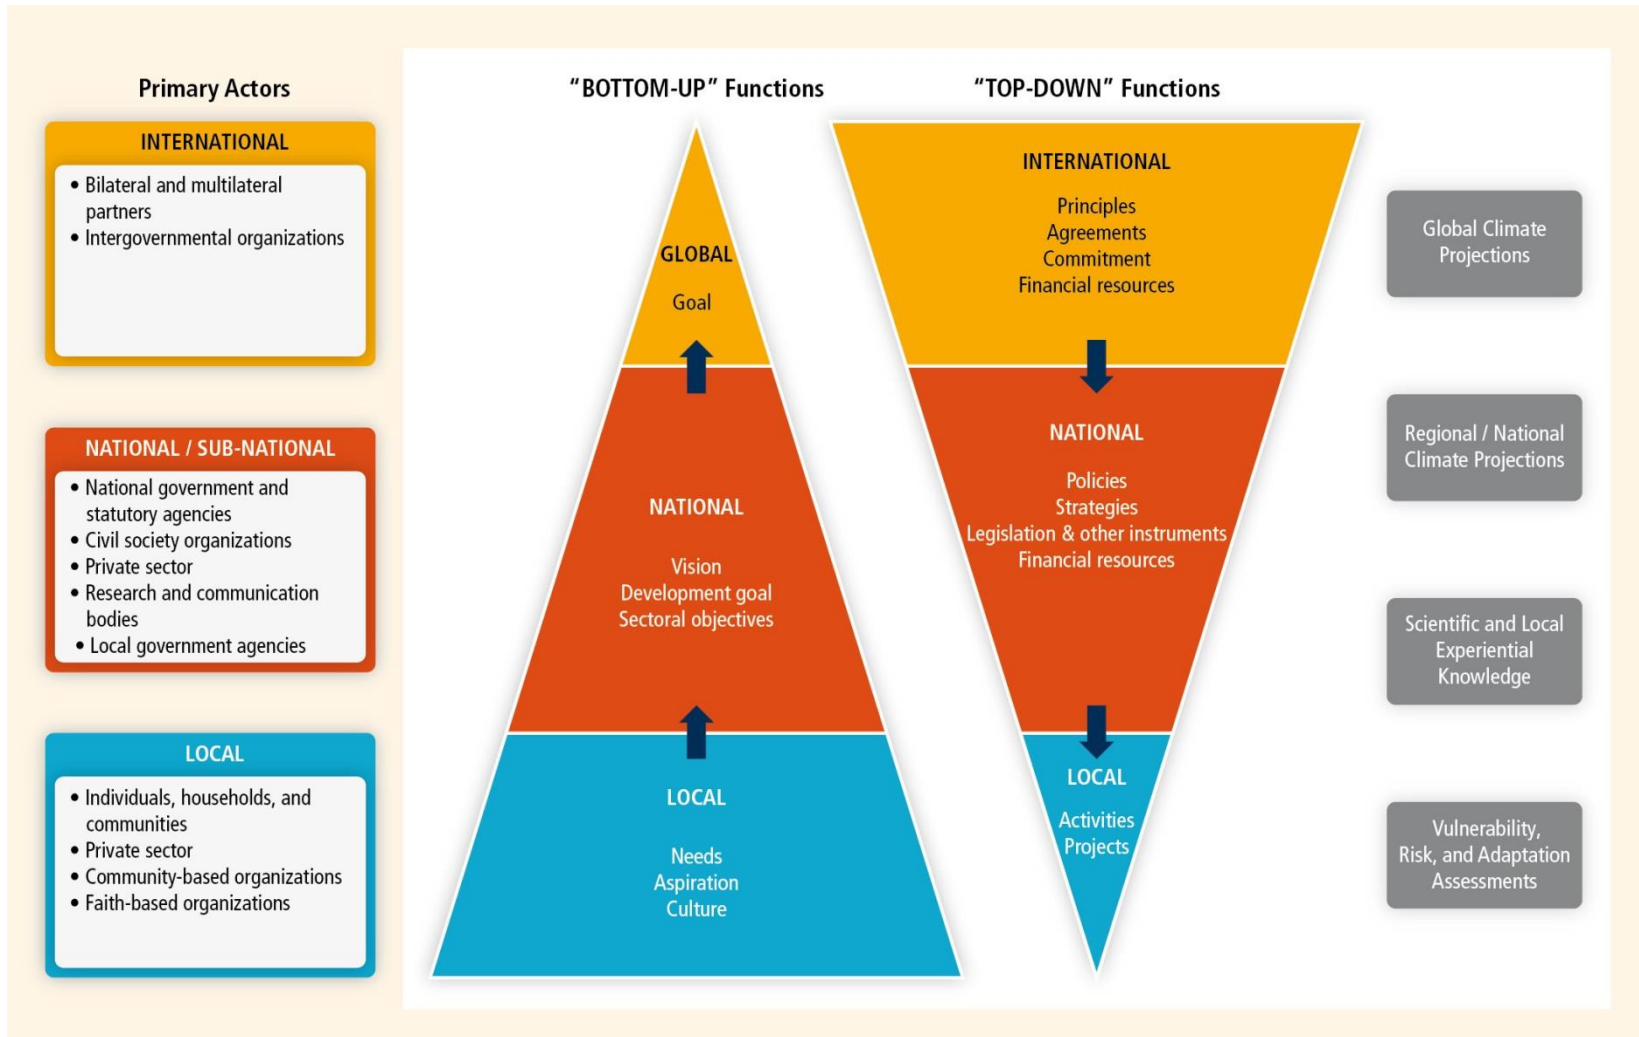 Primary Actors
INTERNATIONAL
• Bilateral and multilateral
partners
• Intergovernmental organizations
NATIONAL / SUB-NATIONAL
• National government and
statutory agencies
• Civil society organizations
• Private sector
• Research and communication
bodies
• Local government agencies
LOCAL
• Individuals, households, and
communities
• Private sector
• Community-based organizations
• Faith-based organizations
“BOTTOM-UP” Functions
GLOBAL
Goal
NATIONAL
Vision
Development goal
Sectoral objectives
LOCAL
Needs
Aspiration
Culture
“TOP-DOWN” Functions
INTERNATIONAL
Principles
Agreements
Commitment
Financial resources
NATIONAL
Policies
Strategies
Legislation & other instruments
Financial resources
LOCAL
Activities
Projects
Global Climate
Projections
Regional / National
Climate Projections
Scientific and Local
Experiential
Knowledge
Vulnerability,
Risk, and Adaptation
Assessments